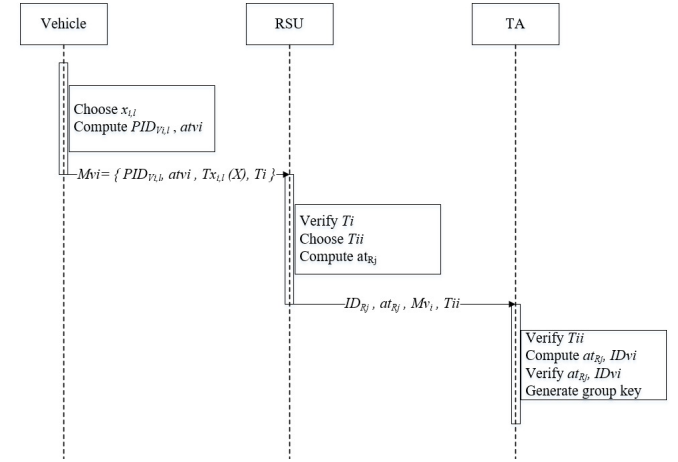 Vehicle
RSU
TA
Choose x_{i,l}
Compute PID_{Vi,l} , atvi
Mvi= { PID_{Vi,l}, atvi , Tx_{i,l} (X), Ti }
Verify Ti
Choose Tii
Compute at_{Rj}
ID_{Rj} , at_{Rj} , Mv_i , Tii
Verify Tii
Compute at_{Rj}, IDvi
Verify at_{Rj}, IDvi
Generate group key